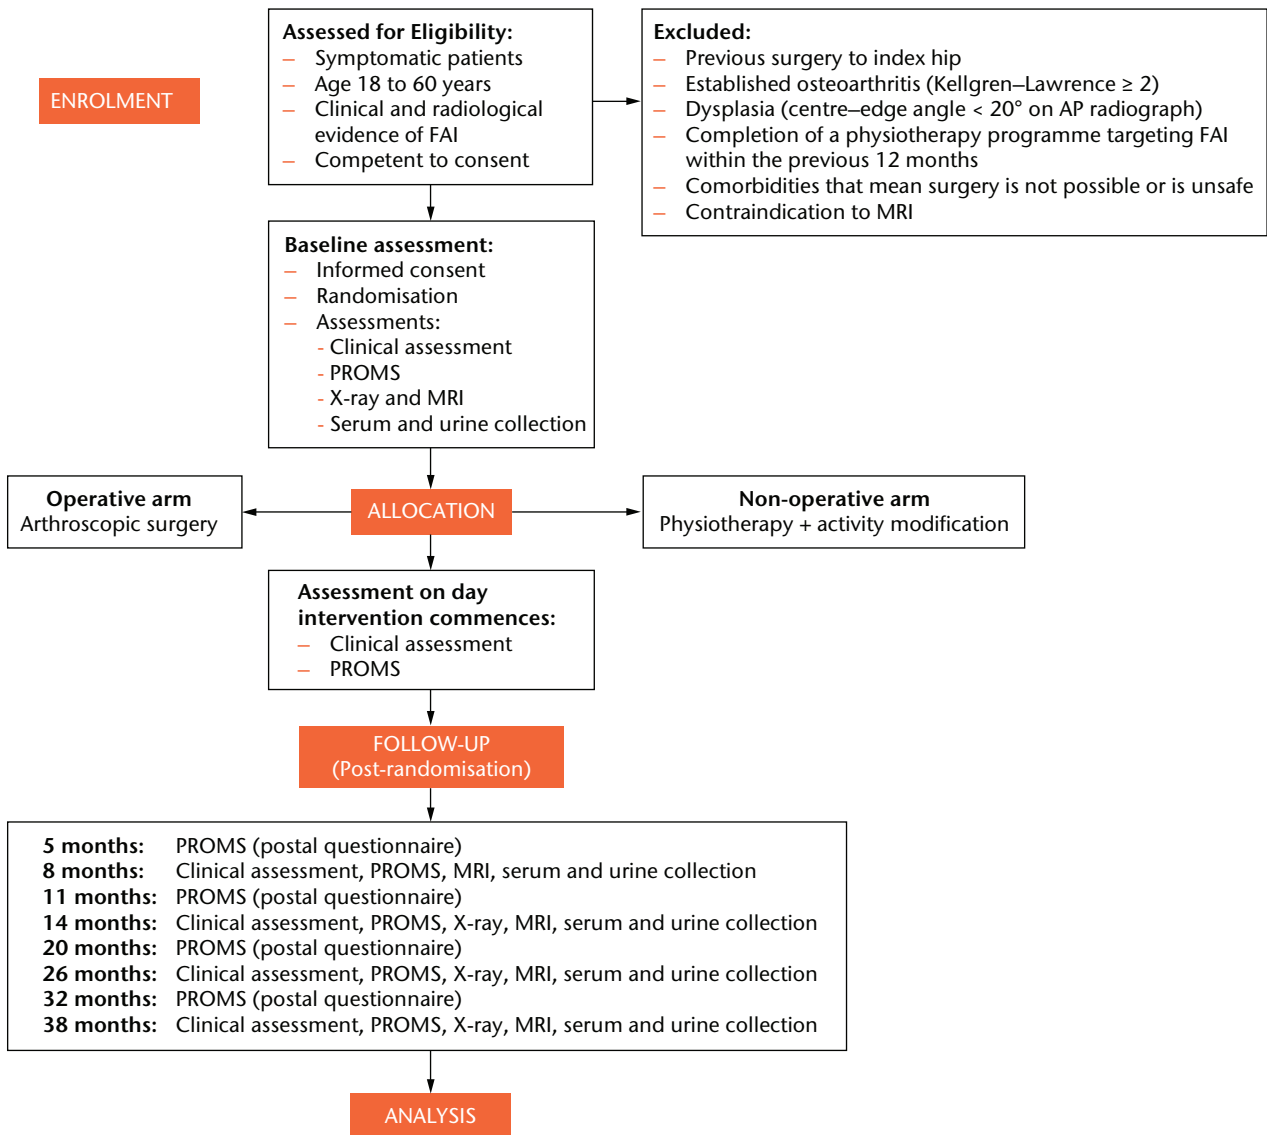 ENROLMENT
Assessed for Eligibility:
– Symptomatic patients
– Age 18 to 60 years
– Clinical and radiological
evidence of FAI
– Competent to consent
Excluded:
– Previous surgery to index hip
– Established osteoarthritis (Kellgren–Lawrence ≥ 2)
– Dysplasia (centre–edge angle < 20° on AP radiograph)
– Completion of a physiotherapy programme targeting FAI
within the previous 12 months
– Comorbidities that mean surgery is not possible or is unsafe
– Contraindication to MRI
Baseline assessment:
– Informed consent
– Randomisation
– Assessments:
- Clinical assessment
- PROMS
- X-ray and MRI
- Serum and urine collection
Operative arm
Arthroscopic surgery
ALLOCATION
Non-operative arm
Physiotherapy + activity modification
Assessment on day
intervention commences:
– Clinical assessment
– PROMS
FOLLOW-UP
(Post-randomisation)
5 months: PROMS (postal questionnaire)
8 months: Clinical assessment, PROMS, MRI, serum and urine collection
11 months: PROMS (postal questionnaire)
14 months: Clinical assessment, PROMS, X-ray, MRI, serum and urine collection
20 months: PROMS (postal questionnaire)
26 months: Clinical assessment, PROMS, X-ray, MRI, serum and urine collection
32 months: PROMS (postal questionnaire)
38 months: Clinical assessment, PROMS, X-ray, MRI, serum and urine collection
ANALYSIS